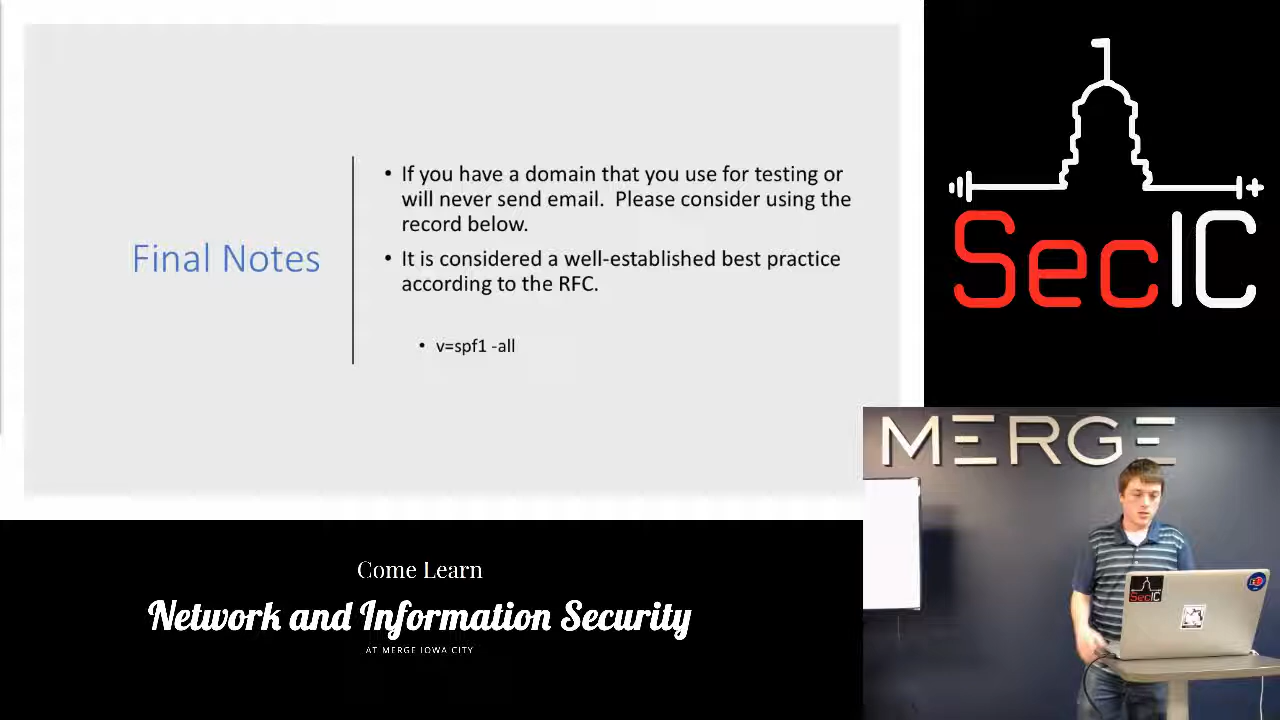 Final Notes
• If you have a domain that you use for testing or
will never send email.  Please consider using the
record below.
• It is considered a well-established best practice
according to the RFC.
• v=spf1 -all
SecIC
MERGE
SecIC
Come Learn
Network and Information Security
AT MERGE IOWA CITY